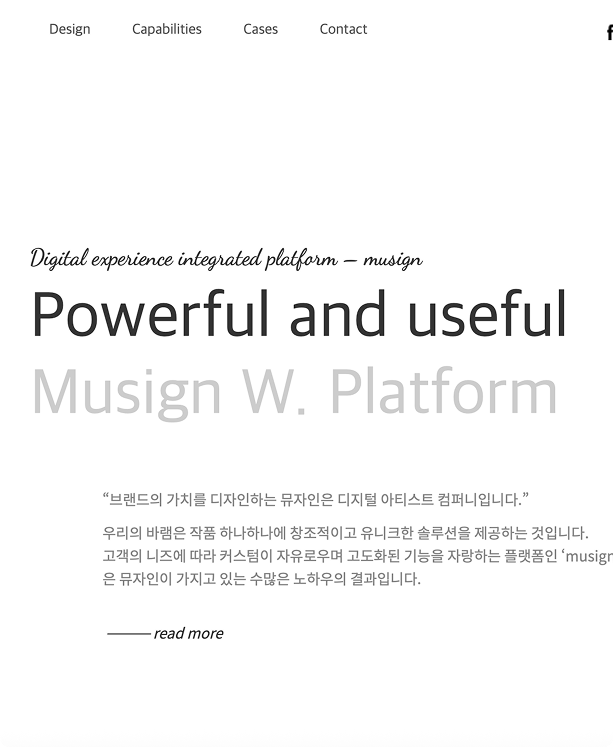 Design Capabilities Cases Contact f
Digital experience integrated platform – musign
Powerful and useful
Musign W. Platform
“브랜드의 가치를 디자인하는 뮤자인은 디지털 아티스트 컴퍼니입니다.”
우리의 바램은 작품 하나하나에 창조적이고 유니크한 솔루션을 제공하는 것입니다.
고객의 니즈에 따라 커스텀이 자유로우며 고도화된 기능을 자랑하는 플랫폼인 ‘musign
은 뮤자인이 가지고 있는 수많은 노하우의 결과입니다.
read more